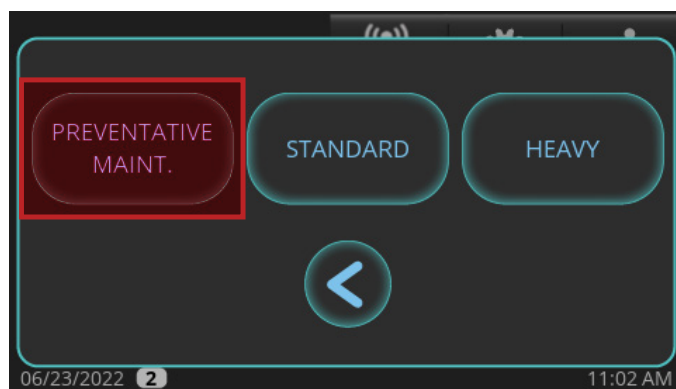 PREVENTATIVE
MAINT.
STANDARD
HEAVY
06/23/2022 2
11:02 AM